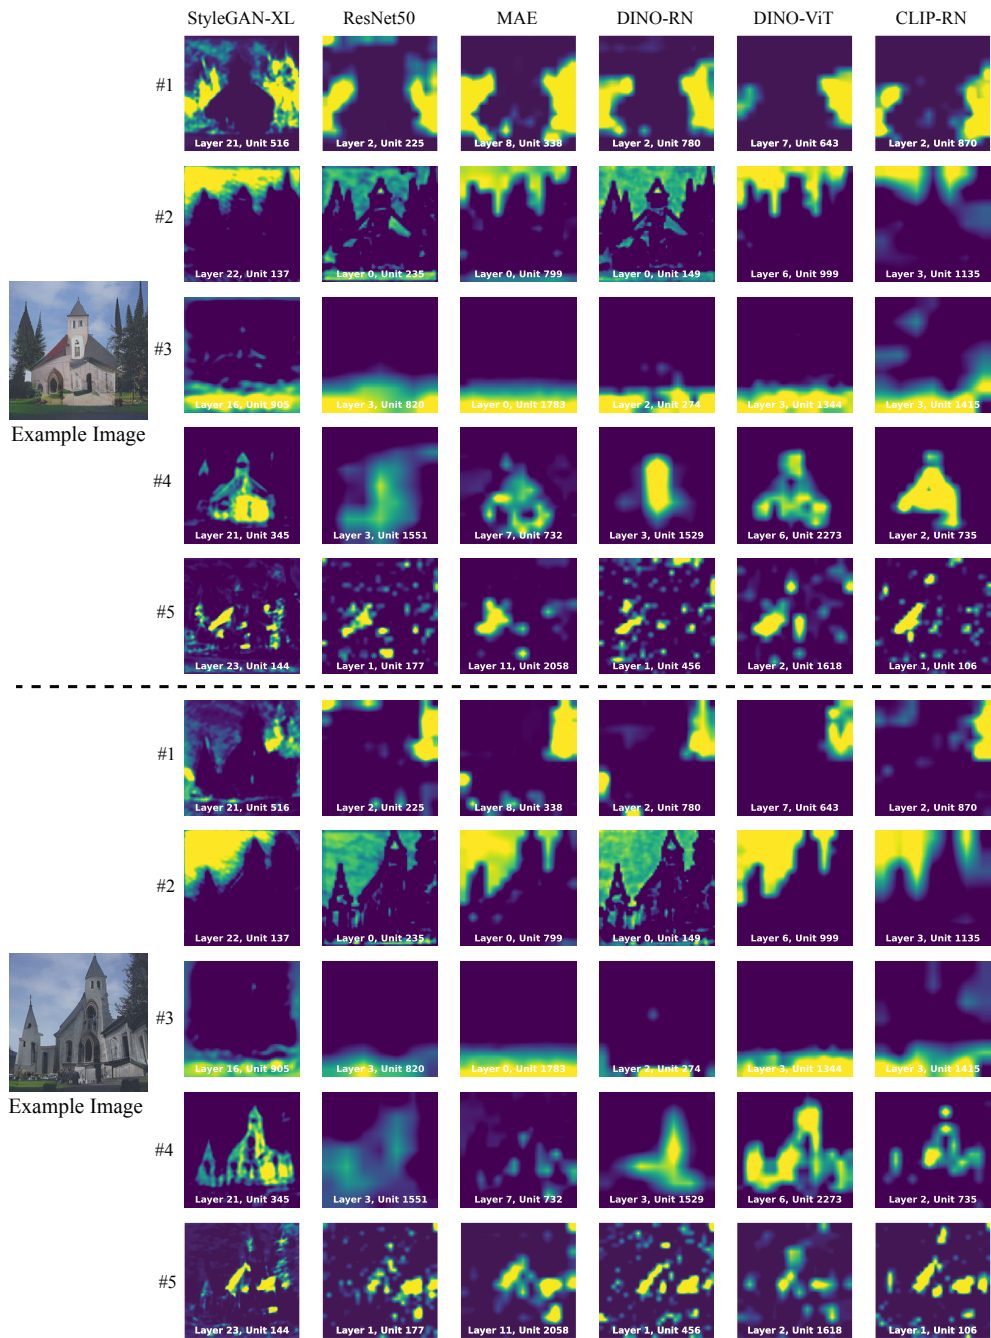 StyleGAN-XL ResNet50 MAE DINO-RN DINO-ViT CLIP-RN
#1
Layer 21, Unit 516 Layer 2, Unit 225 Layer 8, Unit 338 Layer 2, Unit 780 Layer 7, Unit 643 Layer 2, Unit 870
#2
Layer 22, Unit 137 Layer 0, Unit 235 Layer 0, Unit 799 Layer 0, Unit 149 Layer 6, Unit 999 Layer 3, Unit 1135
#3
Layer 16, Unit 905 Layer 3, Unit 820 Layer 0, Unit 1783 Layer 2, Unit 274 Layer 3, Unit 1344 Layer 3, Unit 1415
Example Image
#4
Layer 21, Unit 345 Layer 3, Unit 1551 Layer 7, Unit 732 Layer 3, Unit 1529 Layer 6, Unit 2273 Layer 2, Unit 735
#5
Layer 23, Unit 144 Layer 1, Unit 177 Layer 11, Unit 2058 Layer 1, Unit 456 Layer 2, Unit 1618 Layer 1, Unit 106
#1
Layer 21, Unit 516 Layer 2, Unit 225 Layer 8, Unit 338 Layer 2, Unit 780 Layer 7, Unit 643 Layer 2, Unit 870
#2
Layer 22, Unit 137 Layer 0, Unit 235 Layer 0, Unit 799 Layer 0, Unit 149 Layer 6, Unit 999 Layer 3, Unit 1135
#3
Layer 16, Unit 905 Layer 3, Unit 820 Layer 0, Unit 1783 Layer 2, Unit 274 Layer 3, Unit 1344 Layer 3, Unit 1415
Example Image
#4
Layer 21, Unit 345 Layer 3, Unit 1551 Layer 7, Unit 732 Layer 3, Unit 1529 Layer 6, Unit 2273 Layer 2, Unit 735
#5
Layer 23, Unit 144 Layer 1, Unit 177 Layer 11, Unit 2058 Layer 1, Unit 456 Layer 2, Unit 1618 Layer 1, Unit 106